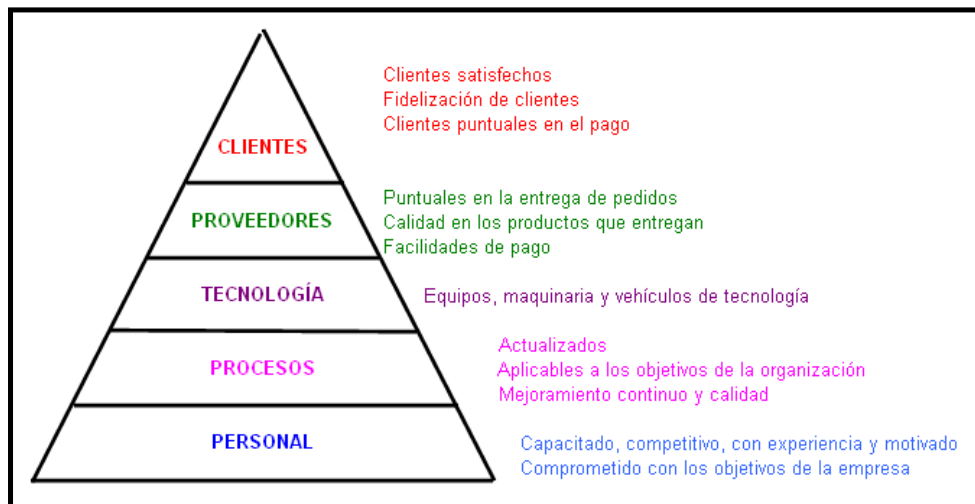 Clientes satisfechos
Fidelización de clientes
Clientes puntuales en el pago
CLIENTES
Puntuales en la entrega de pedidos
PROVEEDORES
Calidad en los productos que entregan
Facilidades de pago
TECNOLOGÍA
Equipos, maquinaria y vehículos de tecnología
Actualizados
PROCESOS
Aplicables a los objetivos de la organización
Mejoramiento continuo y calidad
PERSONAL
Capacitado, competitivo, con experiencia y motivado
Comprometido con los objetivos de la empresa